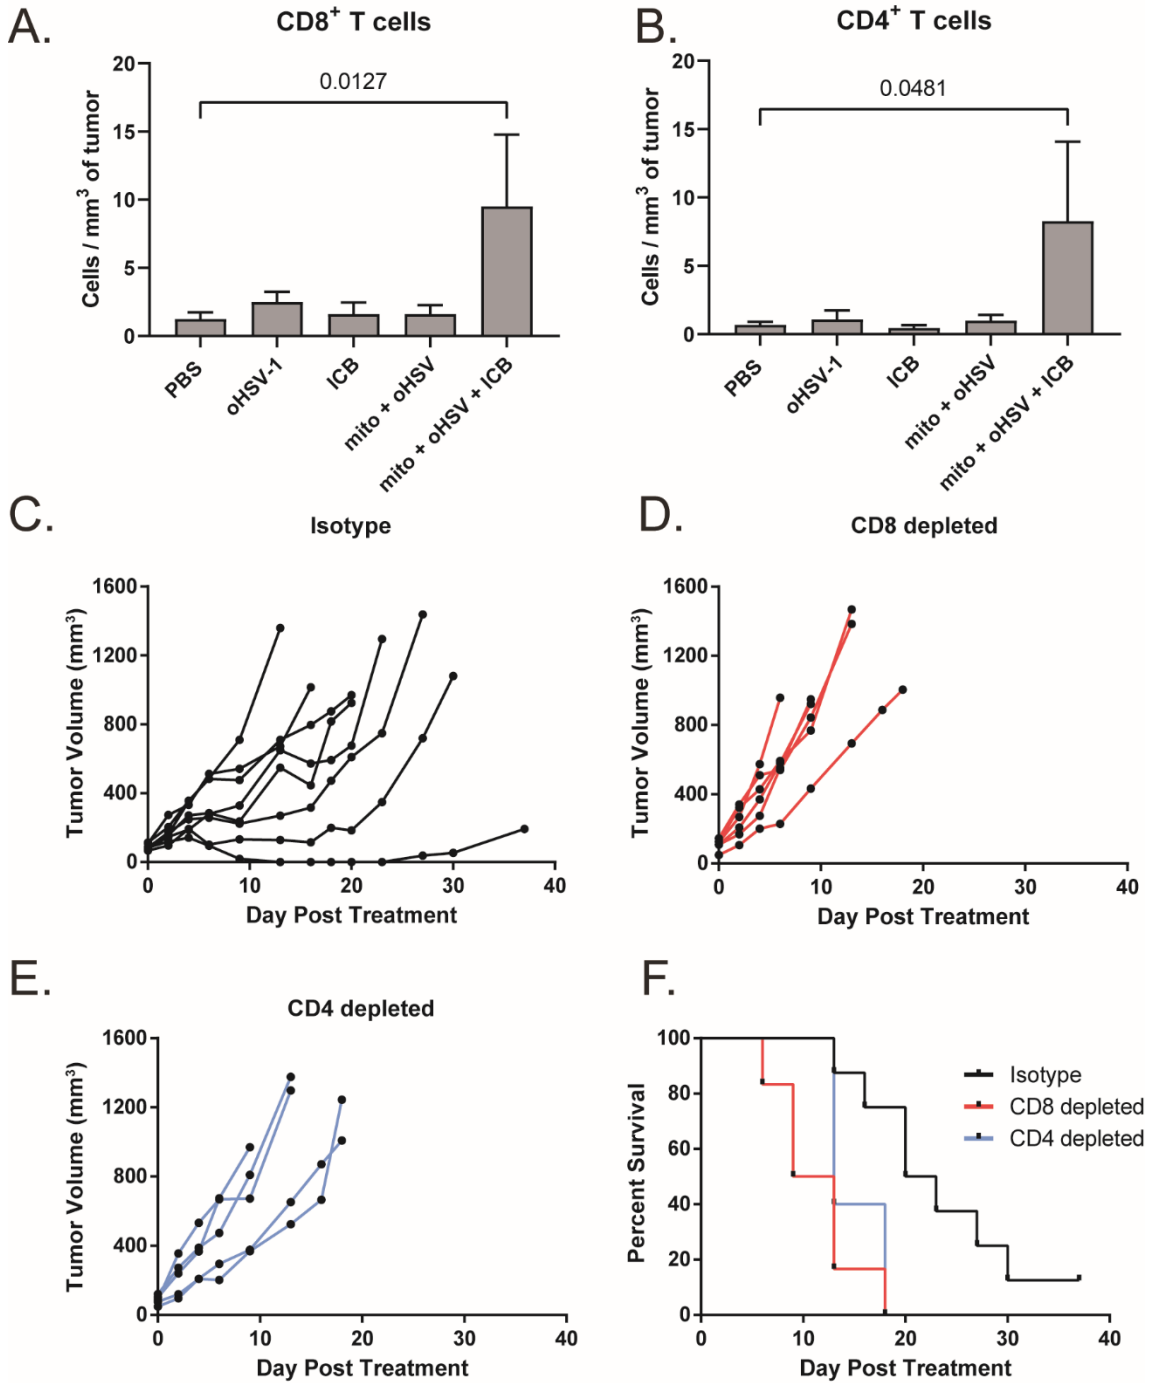 A.
CD8+ T cells
20
15
10
5
0
Cells / mm3 of tumor
0.0127
PBS
oHSV-1
ICB
mito + oHSV
mito + oHSV + ICB
B.
CD4+ T cells
20
15
10
5
0
Cells / mm3 of tumor
0.0481
PBS
oHSV-1
ICB
mito + oHSV
mito + oHSV + ICB
C.
Isotype
1600
1200
800
400
0
Tumor Volume (mm3)
0 10 20 30 40
Day Post Treatment
D.
CD8 depleted
1600
1200
800
400
0
Tumor Volume (mm3)
0 10 20 30 40
Day Post Treatment
E.
CD4 depleted
1600
1200
800
400
0
Tumor Volume (mm3)
0 10 20 30 40
Day Post Treatment
F.
100
80
60
40
20
0
Percent Survival
Isotype
CD8 depleted
CD4 depleted
0 10 20 30 40
Day Post Treatment